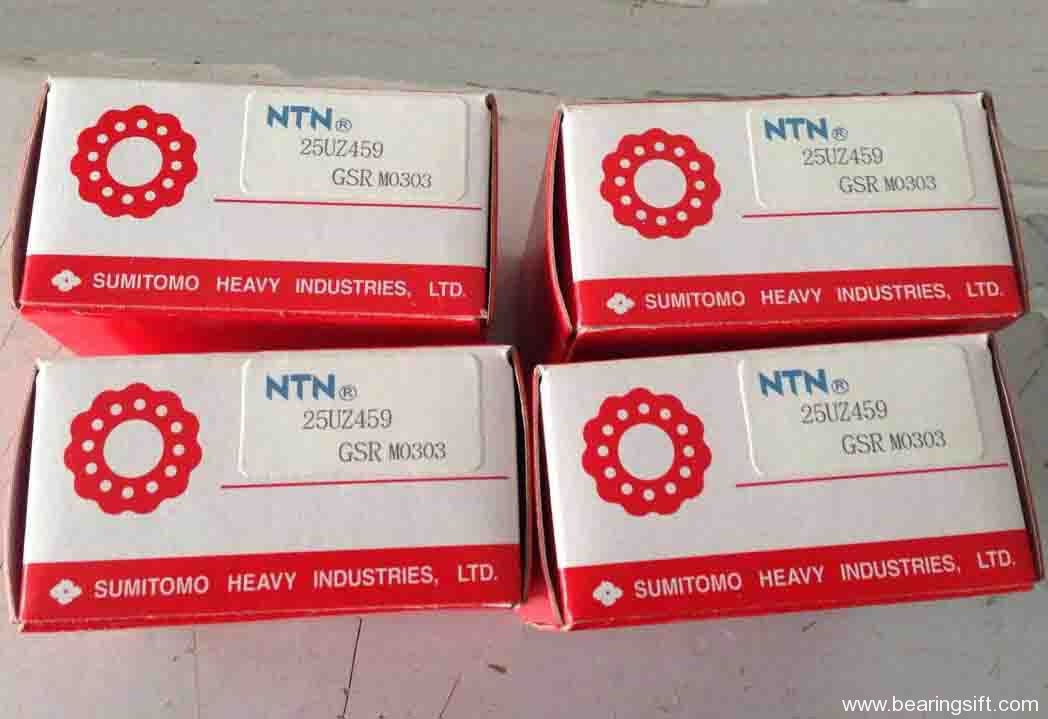 NTN®
25UZ459
GSR M0303
SUMITOMO HEAVY INDUSTRIES, LTD.
NTN®
25UZ459
GSR M0303
SUMITOMO HEAVY INDUSTRIES, LTD.
NTN®
25UZ459
GSR M0303
SUMITOMO HEAVY INDUSTRIES, LTD.
NTN®
25UZ459
GSR M0303
SUMITOMO HEAVY INDUSTRIES, LTD.
www.bearingsift.com